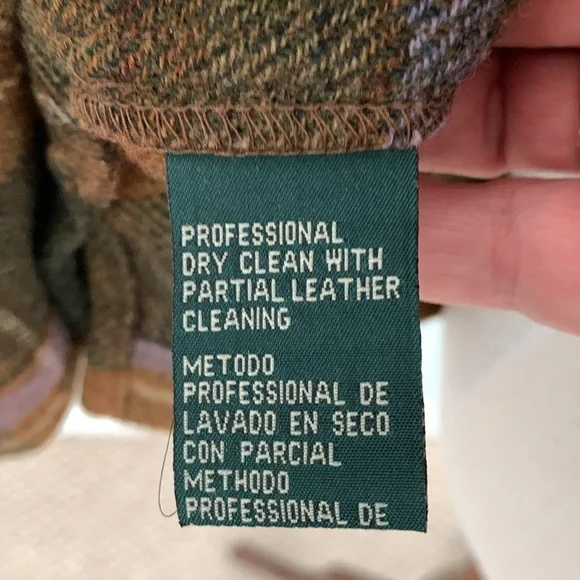 PROFESSIONAL
DRY CLEAN WITH
PARTIAL LEATHER
CLEANING
METODO
PROFESSIONAL DE
LAVADO EN SECO
CON PARCIAL
METHODO
PROFESSIONAL DE